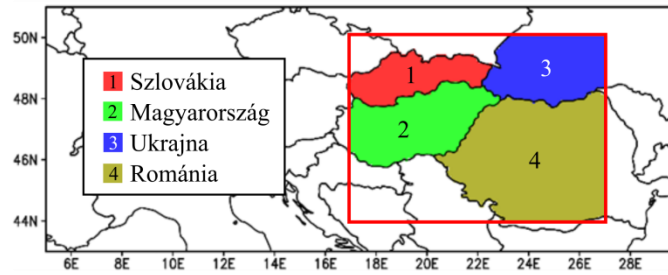 50N
48N
46N
44N
1 Szlovákia
2 Magyarország
3 Ukrajna
4 Románia
1
2
3
4
6E 8E 10E 12E 14E 16E 18E 20E 22E 24E 26E 28E